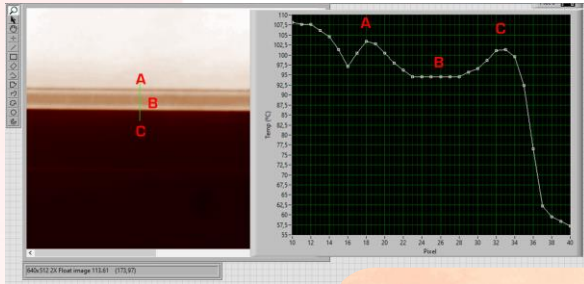 A
B
C
A
B
C
Temp (°C)
110-
107,5-
105-
102,5-
100-
97,5-
95-
92,5-
90-
87,5-
85-
82,5-
80-
77,5-
75-
72,5-
70-
67,5-
65-
62,5-
60-
57,5-
55-
10 12 14 16 18 20 22 24 26 28 30 32 34 36 38 40
Pixel
640x512 2X Float image 113.61 (173,97)